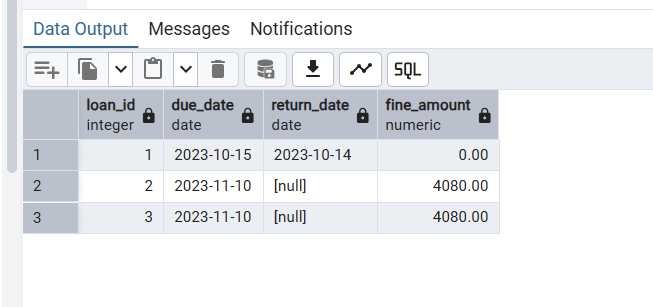 Data Output Messages Notifications
SQL
loan_id due_date return_date fine_amount
integer date date numeric
1 1 2023-10-15 2023-10-14 0.00
2 2 2023-11-10 [null] 4080.00
3 3 2023-11-10 [null] 4080.00